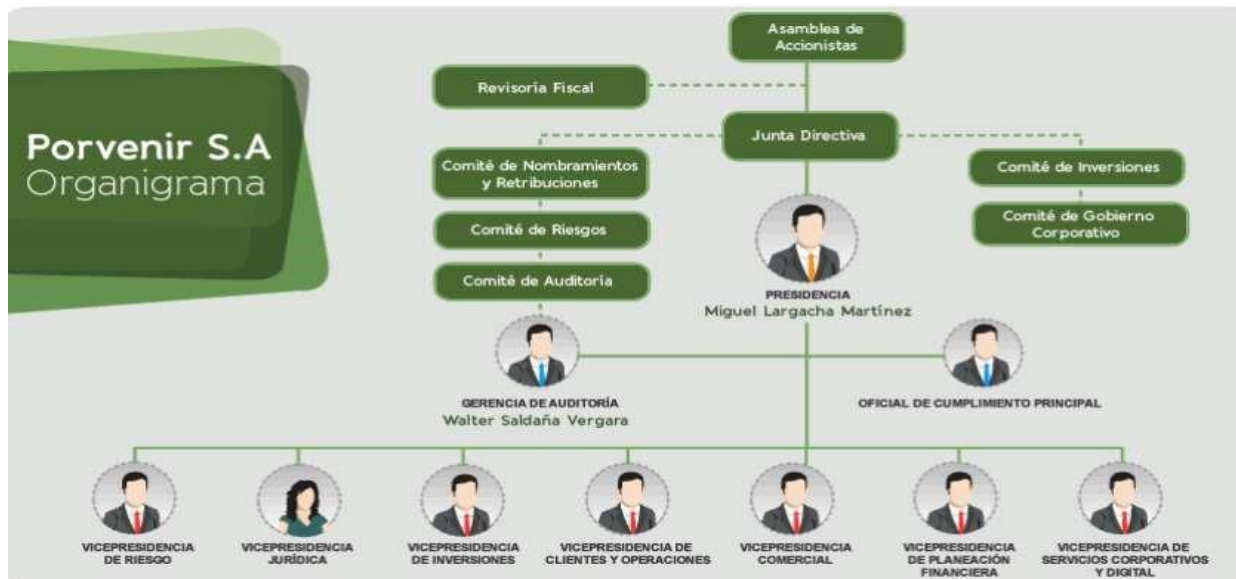 Porvenir S.A
Organigrama
Asamblea de
Accionistas
Revisoría Fiscal
Junta Directiva
Comité de Nombramientos
y Retribuciones
Comité de Riesgos
Comité de Auditoría
Comité de Inversiones
Comité de Gobierno
Corporativo
PRESIDENCIA
Miguel Largacha Martínez
GERENCIA DE AUDITORÍA
Walter Saldaña Vergara
OFICIAL DE CUMPLIMIENTO PRINCIPAL
VICEPRESIDENCIA
DE RIESGO
VICEPRESIDENCIA
JURÍDICA
VICEPRESIDENCIA
DE INVERSIONES
VICEPRESIDENCIA DE
CLIENTES Y OPERACIONES
VICEPRESIDENCIA
COMERCIAL
VICEPRESIDENCIA
DE PLANEACIÓN
FINANCIERA
VICEPRESIDENCIA DE
SERVICIOS CORPORATIVOS
Y DIGITAL